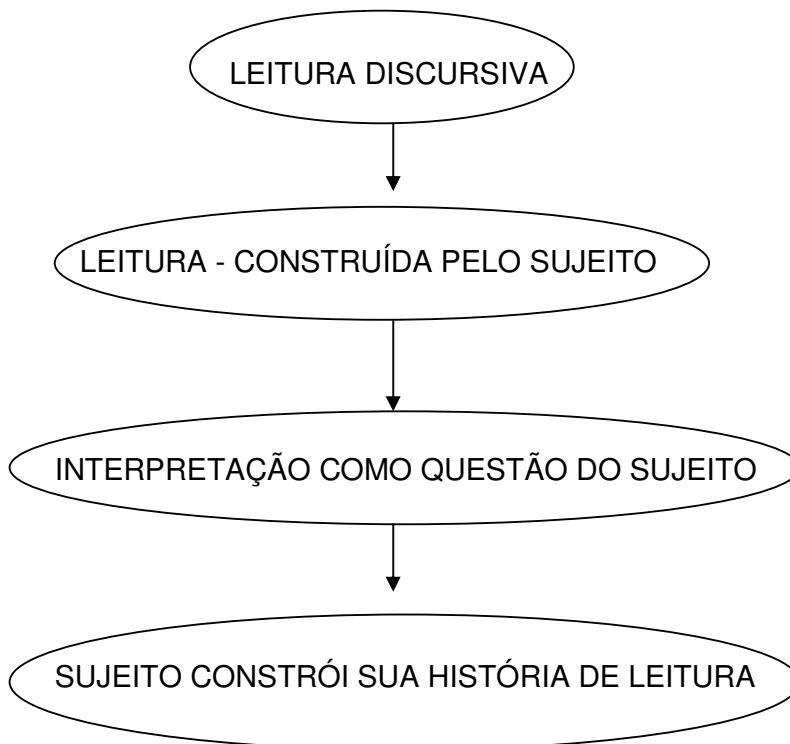 LEITURA DISCURSIVA
LEITURA - CONSTRUÍDA PELO SUJEITO
INTERPRETAÇÃO COMO QUESTÃO DO SUJEITO
SUJEITO CONSTRÓI SUA HISTÓRIA DE LEITURA